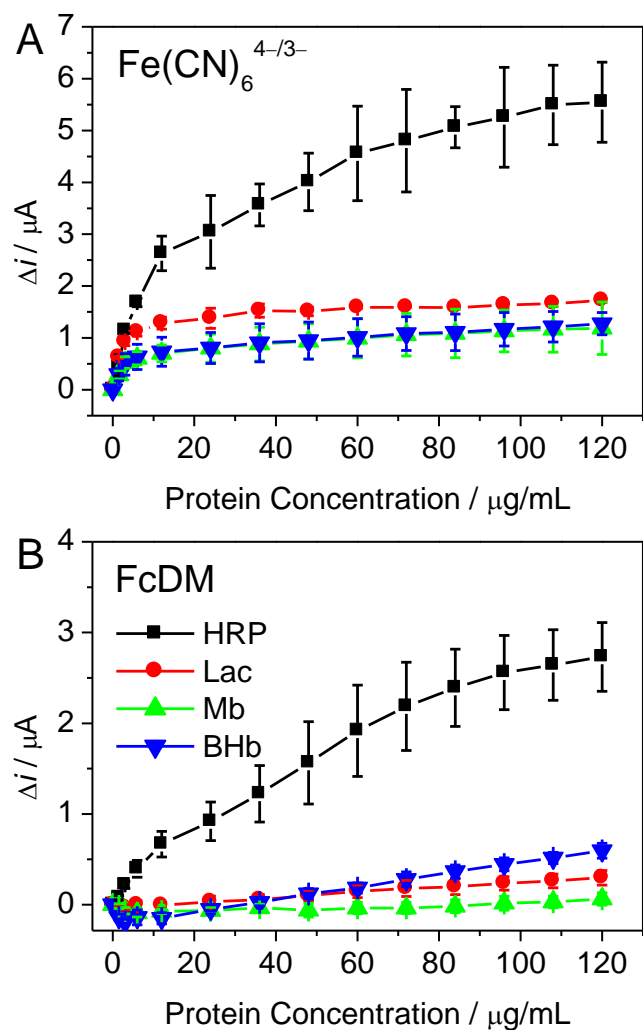 A
Fe(CN)₆⁴⁻/³⁻
7
6
5
4
3
2
1
0
Δi / μA
0 20 40 60 80 100 120
Protein Concentration / μg/mL
B
FcDM
HRP
Lac
Mb
BHb
4
3
2
1
0
Δi / μA
0 20 40 60 80 100 120
Protein Concentration / μg/mL